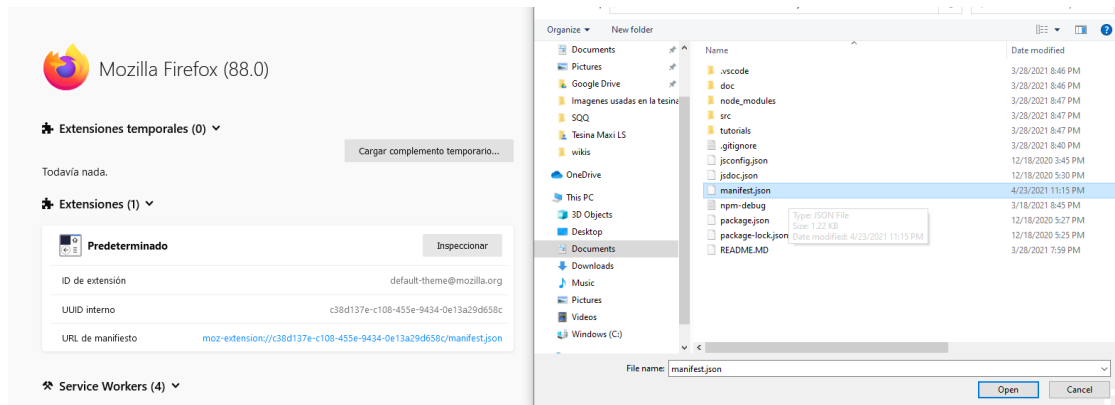 Mozilla Firefox (88.0)
Extensiones temporales (0)
Cargar complemento temporario...
Todavía nada.
Extensiones (1)
Predeterminado
Inspeccionar
ID de extensión
default-theme@mozilla.org
UUID interno
c38d137e-c108-455e-9434-0e13a29d658c
URL de manifiesto
moz-extension://c38d137e-c108-455e-9434-0e13a29d658c/manifest.json
Service Workers (4)
Organize
New folder
?
Documents
Pictures
Google Drive
Imagenes usadas en la tesina
SQQ
Tesina Maxi LS
wikis
OneDrive
This PC
3D Objects
Desktop
Documents
Downloads
Music
Pictures
Videos
Windows (C:)
Name Date modified
.vscode 3/28/2021 8:46 PM
doc 3/28/2021 8:46 PM
node_modules 3/28/2021 8:47 PM
src 3/28/2021 8:47 PM
tutorials 3/28/2021 8:47 PM
.gitignore 3/28/2021 8:40 PM
jsconfig.json 12/18/2020 3:45 PM
jsdoc.json 12/18/2020 5:30 PM
manifest.json 4/23/2021 11:15 PM
npm-debug 3/18/2021 8:45 PM
package.json 12/18/2020 5:27 PM
package-lock.json 12/18/2020 5:25 PM
README.MD 3/28/2021 7:59 PM
Type: JSON File
Size: 1.22 KB
Date modified: 4/23/2021 11:15 PM
File name: manifest.json
Open
Cancel